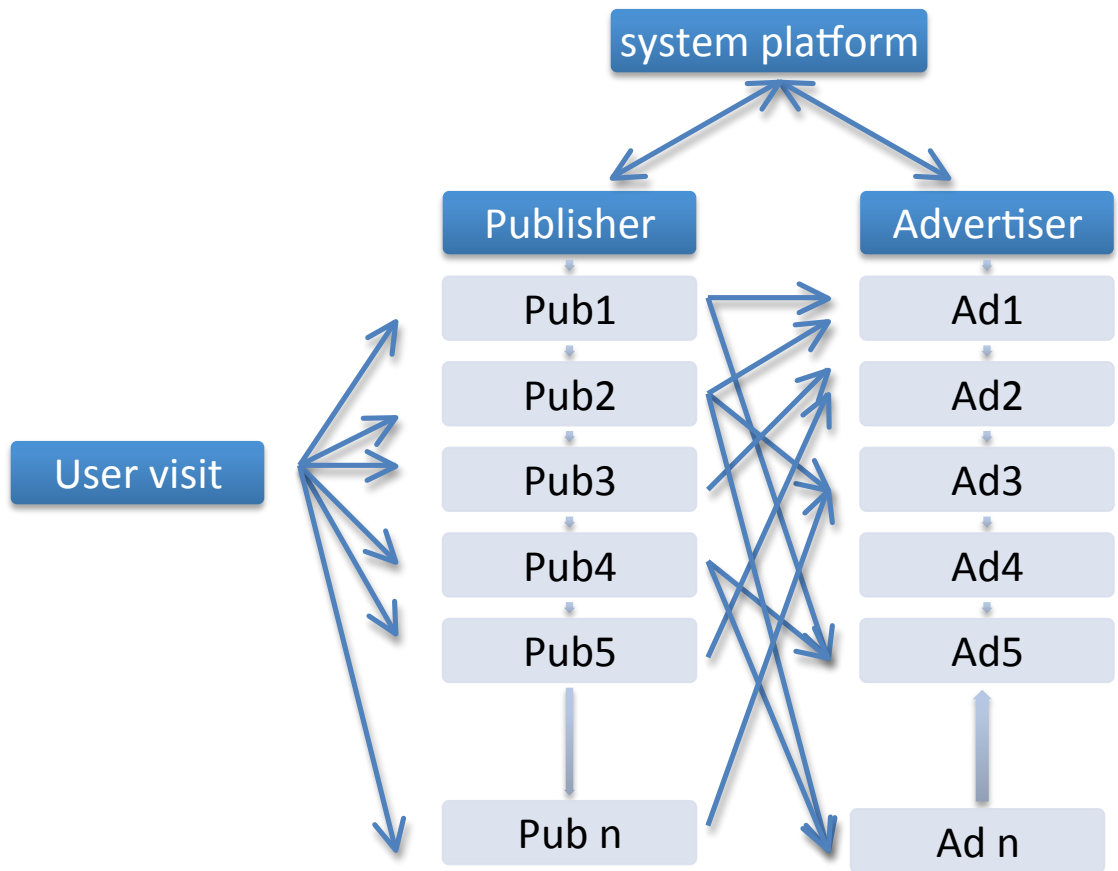 system platform
Publisher
Advertiser
Pub1
Ad1
Pub2
Ad2
User visit
Pub3
Ad3
Pub4
Ad4
Pub5
Ad5
Pub n
Ad n